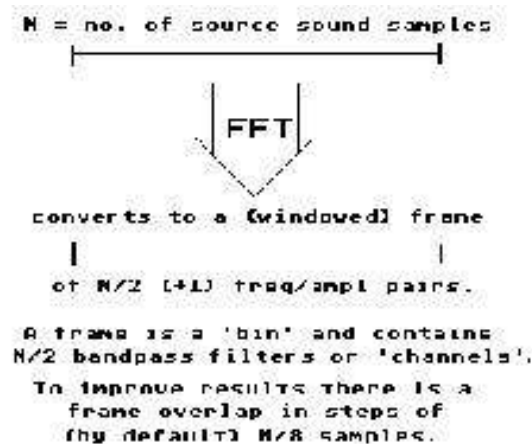 N = no. of source sound samples
FFT
converts to a (windowed) frame
of N/2 (+1) freq/ampl pairs.
A frame is a 'bin' and contains
N/2 bandpass filters or 'channels'.
To improve results there is a
frame overlap in steps of
(by default) N/8 samples.